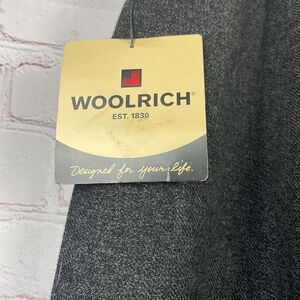 WOOLRICH®
EST. 1830
Designed for your life.